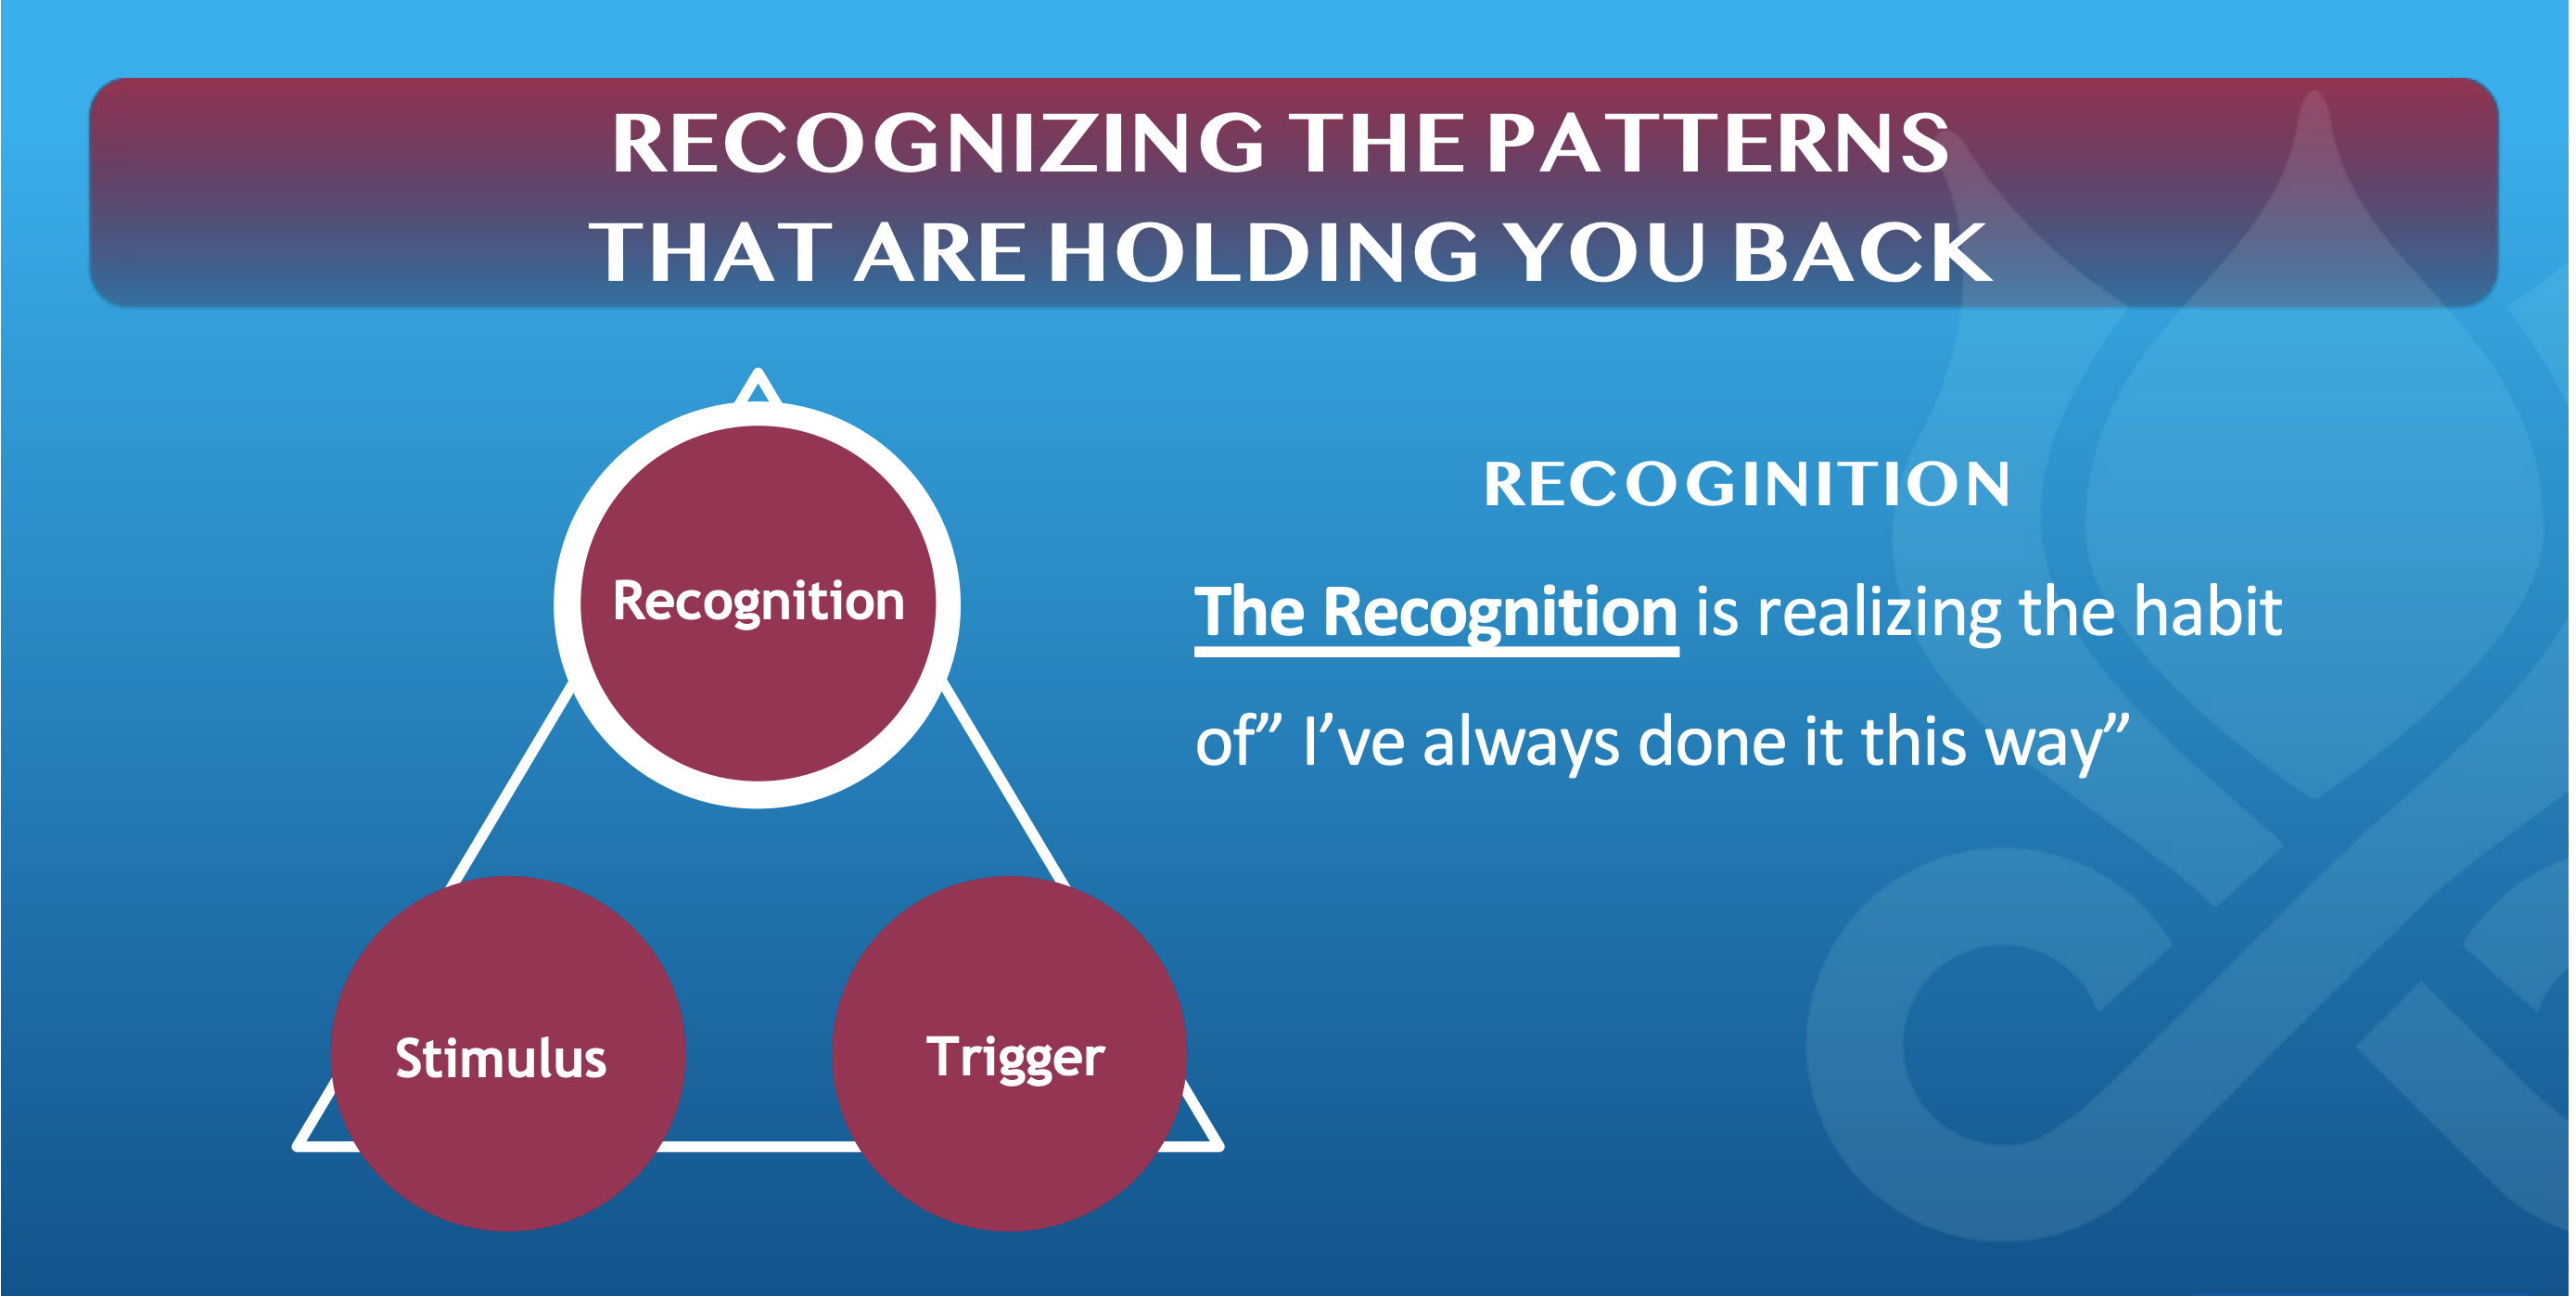 RECOGNIZING THE PATTERNS
THAT ARE HOLDING YOU BACK
Recognition
Stimulus
Trigger
RECOGINITION
The Recognition is realizing the habit
of” I’ve always done it this way”